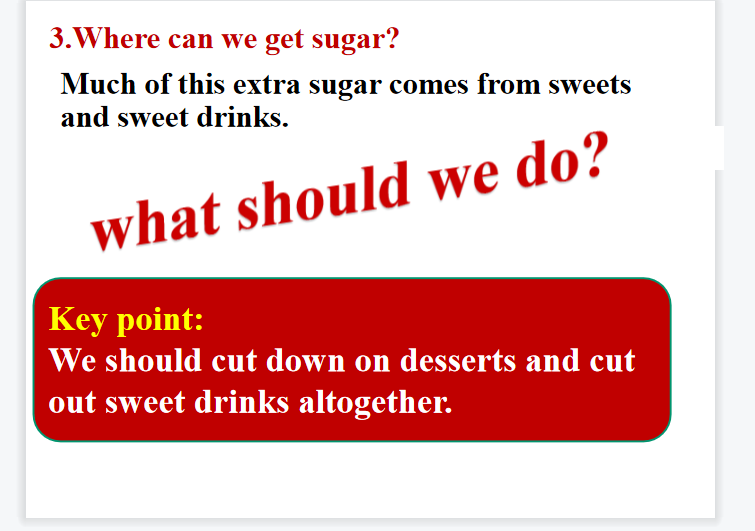 3.Where can we get sugar?
Much of this extra sugar comes from sweets
and sweet drinks.
what should we do?
Key point:
We should cut down on desserts and cut
out sweet drinks altogether.